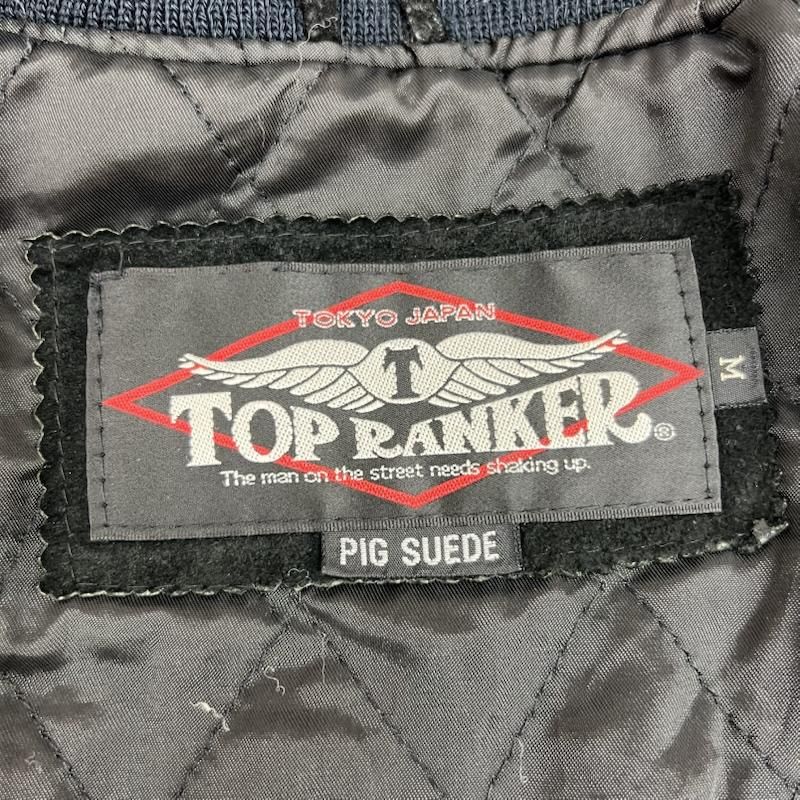 TOKYO JAPAN
T
TOP RANKER®
The man on the street needs shaking up.
M
PIG SUEDE